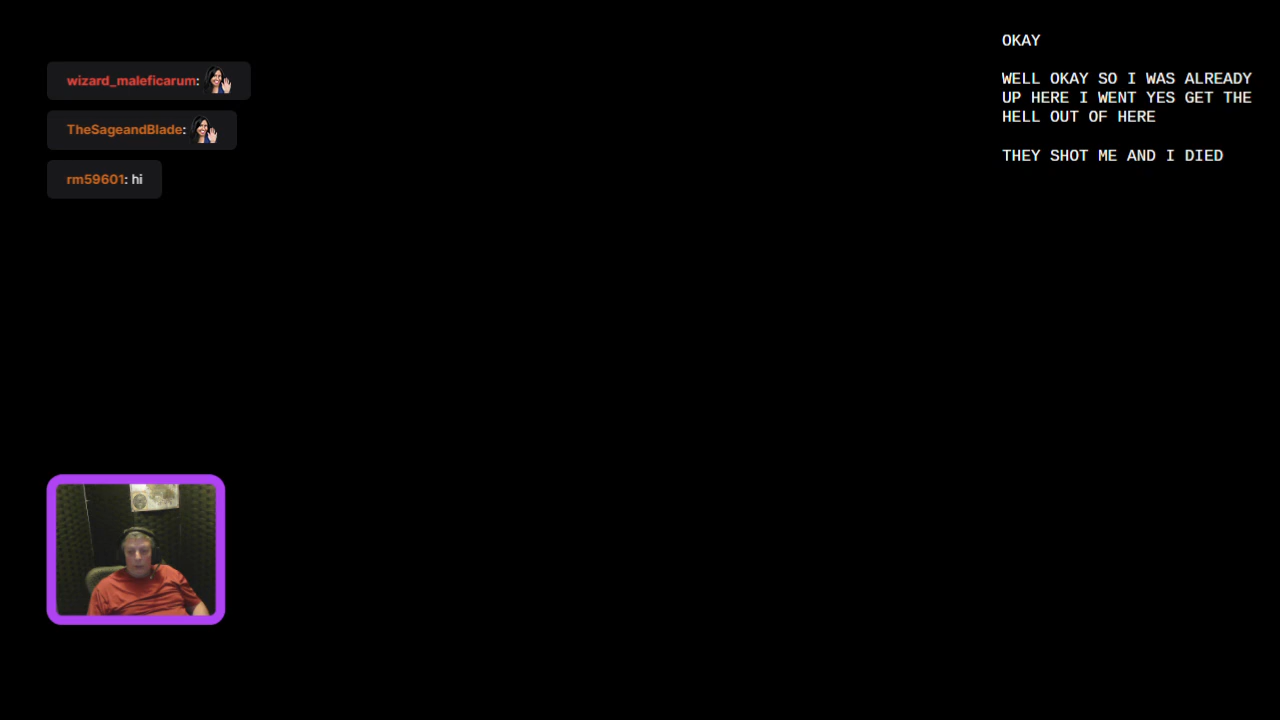 wizard_maleficarum:
TheSageandBlade:
rm59601: hi
OKAY
WELL OKAY SO I WAS ALREADY
UP HERE I WENT YES GET THE
HELL OUT OF HERE
THEY SHOT ME AND I DIED